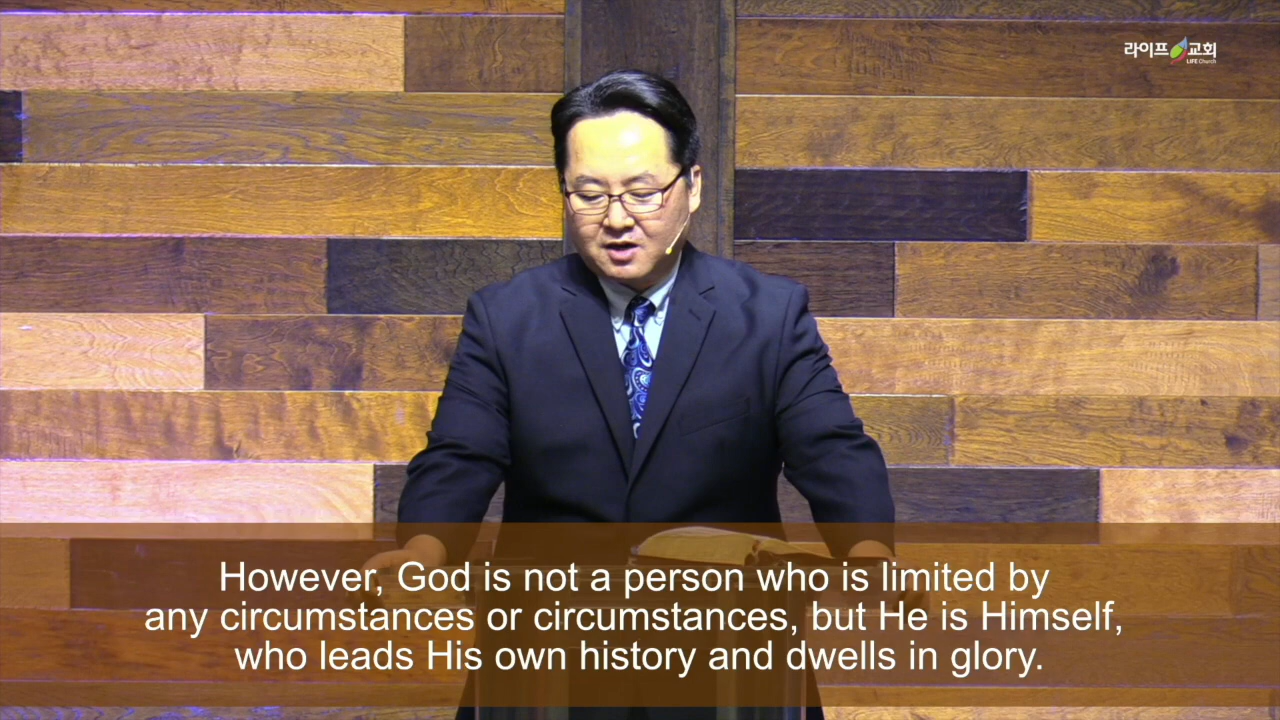 라이프 교회
LIFE Church
However, God is not a person who is limited by
any circumstances or circumstances, but He is Himself,
who leads His own history and dwells in glory.